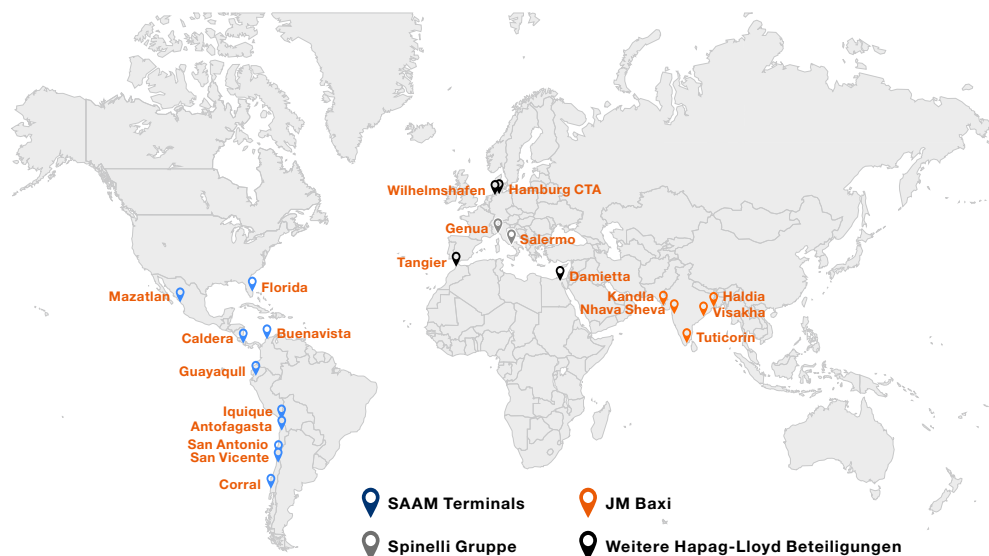 Wilhelmshafen
Hamburg CTA
Genua
Salermo
Tangier
Damietta
Florida
Mazatlan
Kandla
Haldia
Nhava Sheva
Visakha
Buenavista
Caldera
Tuticorin
Guayaqull
Iquique
Antofagasta
San Antonio
San Vicente
Corral
SAAM Terminals
JM Baxi
Spinelli Gruppe
Weitere Hapag-Lloyd Beteiligungen